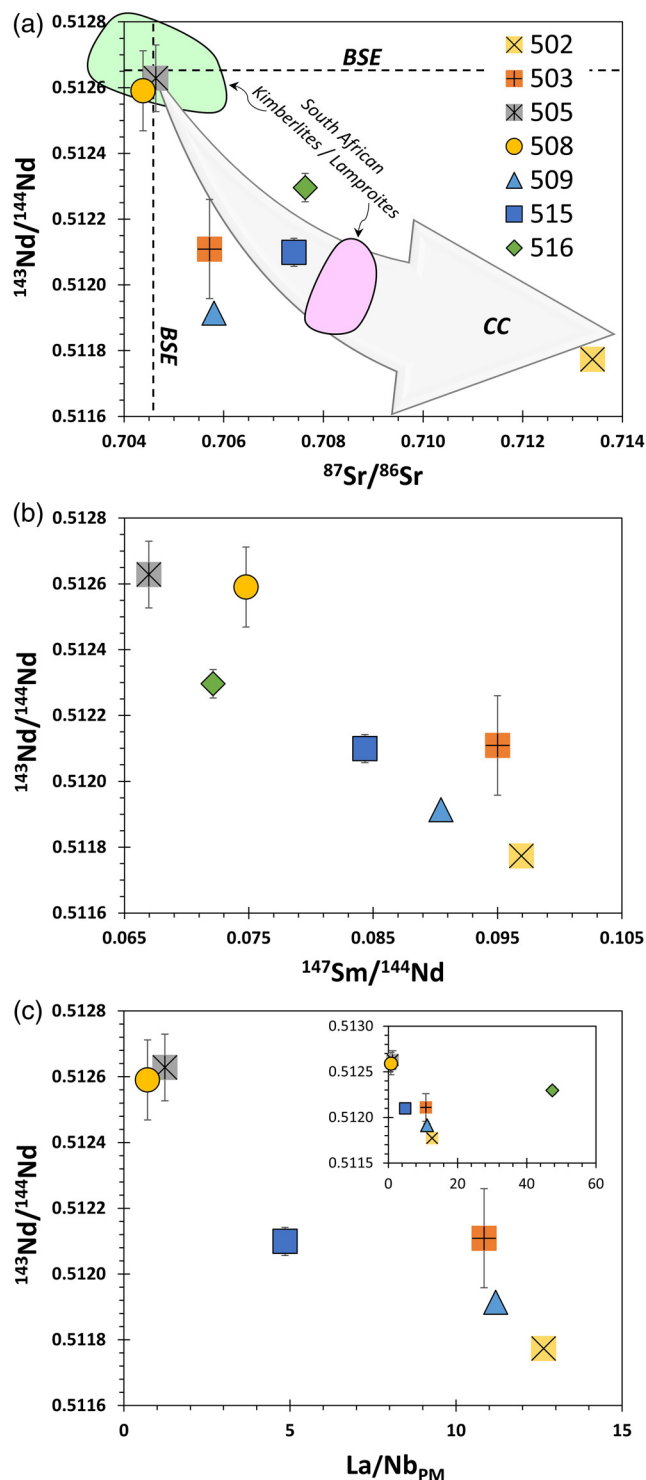 (a)
0.5128
0.5126
0.5124
0.5122
0.5120
0.5118
0.5116
¹⁴³Nd/¹⁴⁴Nd
BSE
BSE
South African
Kimberlites / Lamproites
CC
502
503
505
508
509
515
516
0.704 0.706 0.708 0.710 0.712 0.714
⁸⁷Sr/⁸⁶Sr
(b)
0.5128
0.5126
0.5124
0.5122
0.5120
0.5118
0.5116
¹⁴³Nd/¹⁴⁴Nd
0.065 0.075 0.085 0.095 0.105
¹⁴⁷Sm/¹⁴⁴Nd
(c)
0.5128
0.5126
0.5124
0.5122
0.5120
0.5118
0.5116
¹⁴³Nd/¹⁴⁴Nd
0.5130
0.5125
0.5120
0.5115
0 20 40 60
0 5 10 15
La/Nb_PM